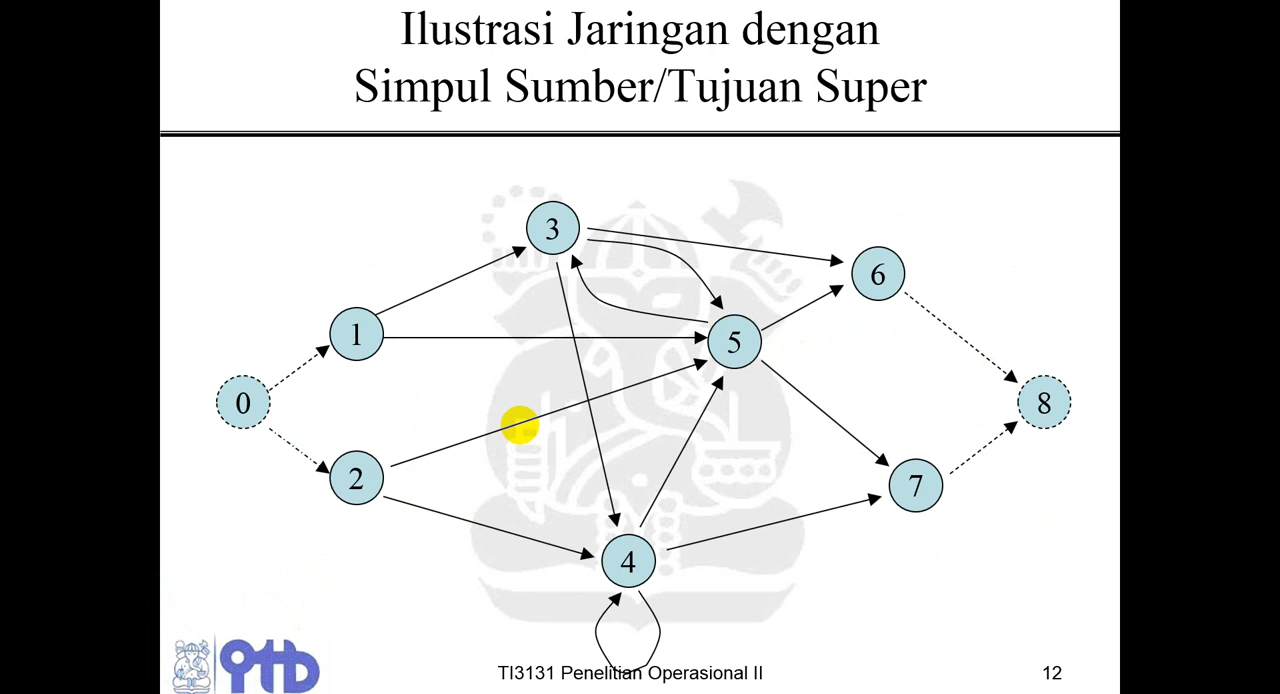 Ilustrasi Jaringan dengan
Simpul Sumber/Tujuan Super
3
6
1
5
0
8
2
7
4
itb
TI3131 Penelitian Operasional II
12